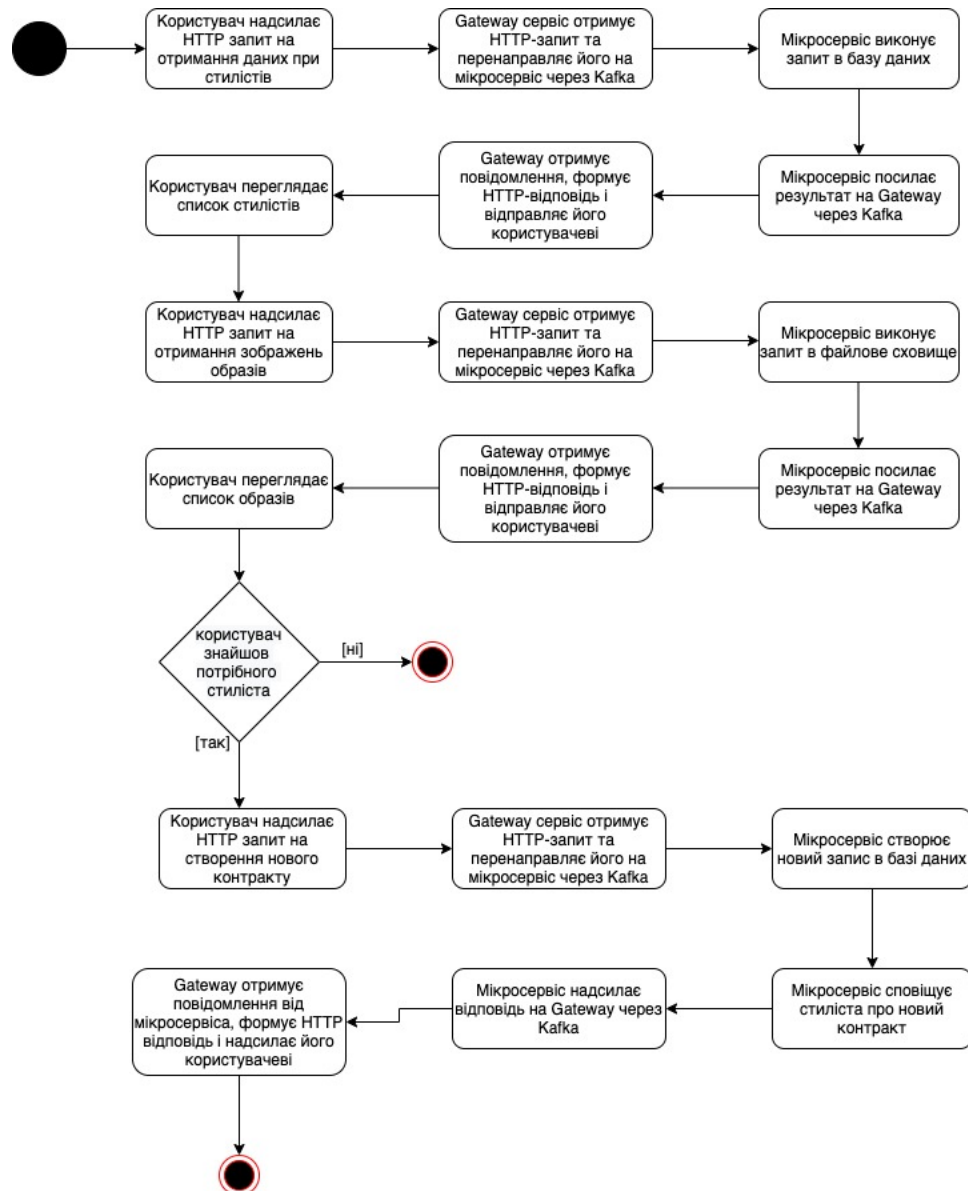 Користувач надсилає
HTTP запит на
отримання даних при
стилістів
Gateway сервіс отримує
HTTP-запит та
перенаправляє його на
мікросервіс через Kafka
Мікросервіс виконує
запит в базу даних
Користувач переглядає
список стилістів
Gateway отримує
повідомлення, формує
HTTP-відповідь і
відправляє його
користувачеві
Мікросервіс посилає
результат на Gateway
через Kafka
Користувач надсилає
HTTP запит на
отримання зображень
образів
Gateway сервіс отримує
HTTP-запит та
перенаправляє його на
мікросервіс через Kafka
Мікросервіс виконує
запит в файлове сховище
Користувач переглядає
список образів
Gateway отримує
повідомлення, формує
HTTP-відповідь і
відправляє його
користувачеві
Мікросервіс посилає
результат на Gateway
через Kafka
користувач
знайшов
потрібного
стиліста
[ні]
[так]
Користувач надсилає
HTTP запит на
створення нового
контракту
Gateway сервіс отримує
HTTP-запит та
перенаправляє його на
мікросервіс через Kafka
Мікросервіс створює
новий запис в базі даних
Gateway отримує
повідомлення від
мікросервіса, формує HTTP
відповідь і надсилає його
користувачеві
Мікросервіс надсилає
відповідь на Gateway через
Kafka
Мікросервіс сповіщує
стиліста про новий
контракт